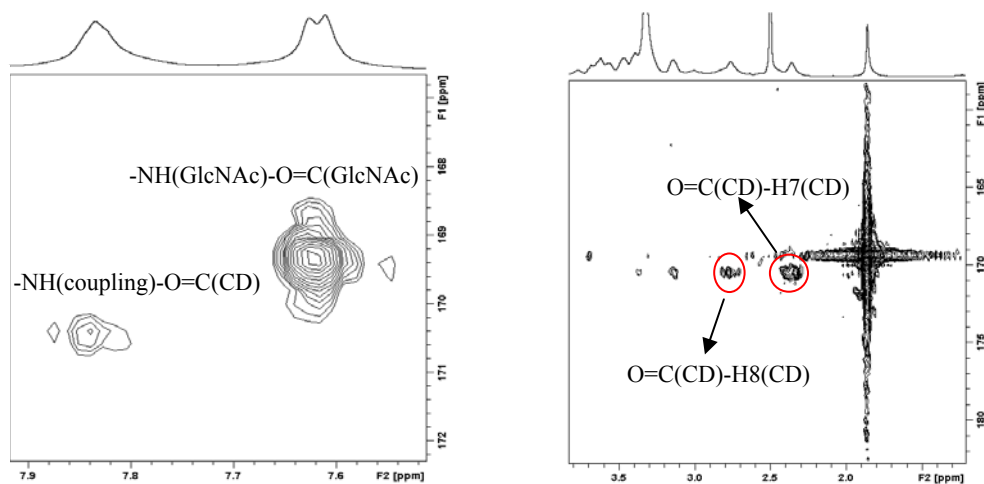 F1 [ppm]
168
-NH(GlcNAc)-O=C(GlcNAc)
169
-NH(coupling)-O=C(CD)
170
171
172
7.9
7.8
7.7
7.6
F2 [ppm]
F1 [ppm]
165
O=C(CD)-H7(CD)
170
O=C(CD)-H8(CD)
175
180
3.5
3.0
2.5
2.0
F2 [ppm]